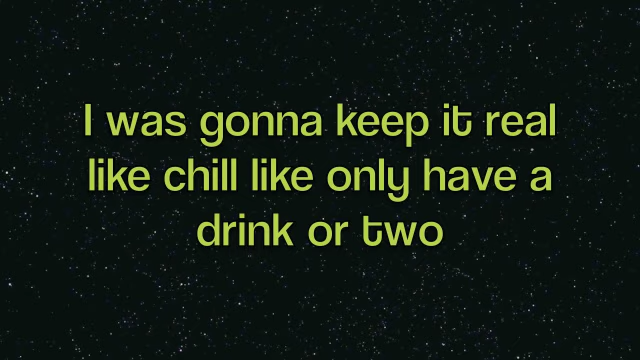 I was gonna keep it real
like chill like only have a
drink or two